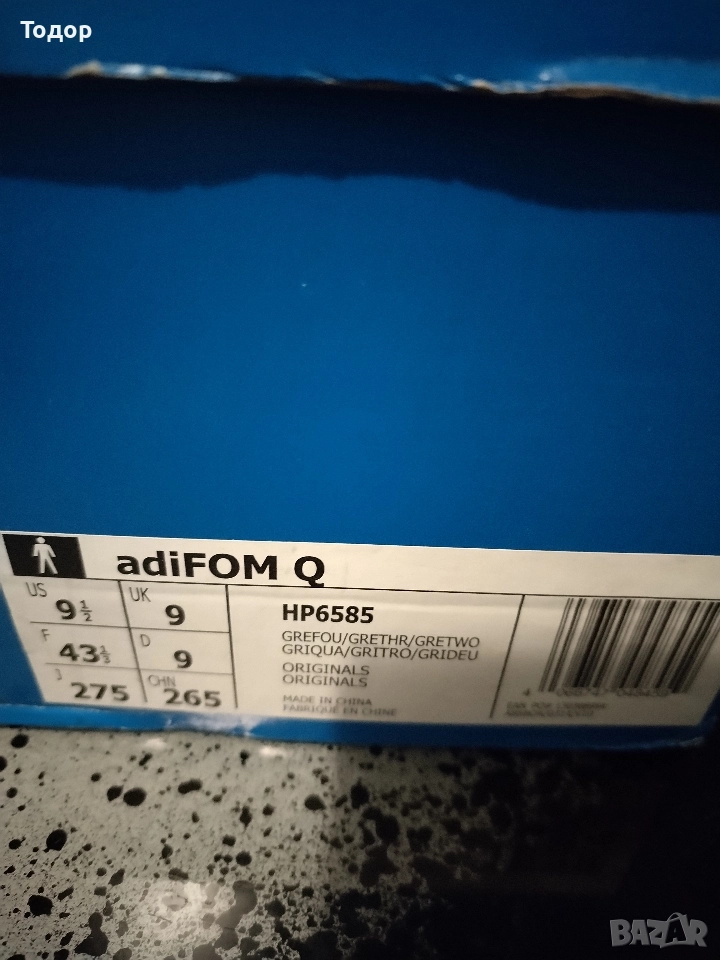 Тодор
adiFOM Q
US 9½ UK 9
F 43⅓ D 9
J 275 CHN 265
HP6585
GREFOU/GRETHR/GRETWO
GRIQUA/GRITRO/GRIDEU
ORIGINALS
ORIGINALS
MADE IN CHINA
FABRIQUÉ EN CHINE
BAZAR